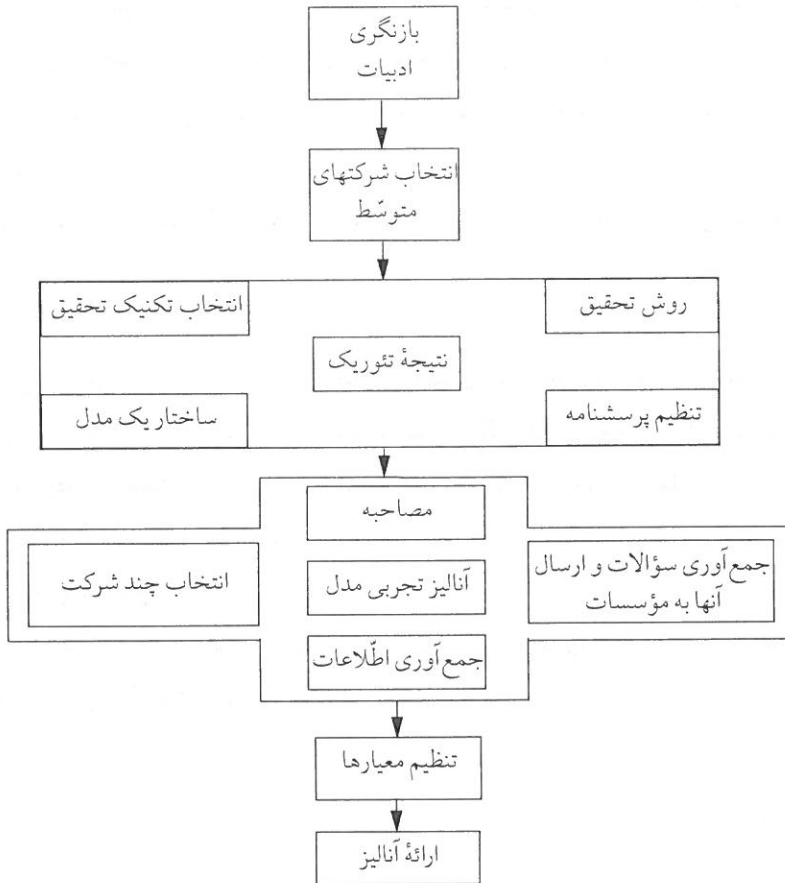 بازنگری
ادبیات
انتخاب شرکتهای
متوسّط
روش تحقیق
انتخاب تکنیک تحقیق
نتیجهٔ تئوریک
تنظیم پرسشنامه
ساختار یک مدل
مصاحبه
جمع‌آوری سؤالات و ارسال
آنها به مؤسسات
آنالیز تجربی مدل
انتخاب چند شرکت
جمع‌آوری اطّلاعات
تنظیم معیارها
ارائهٔ آنالیز